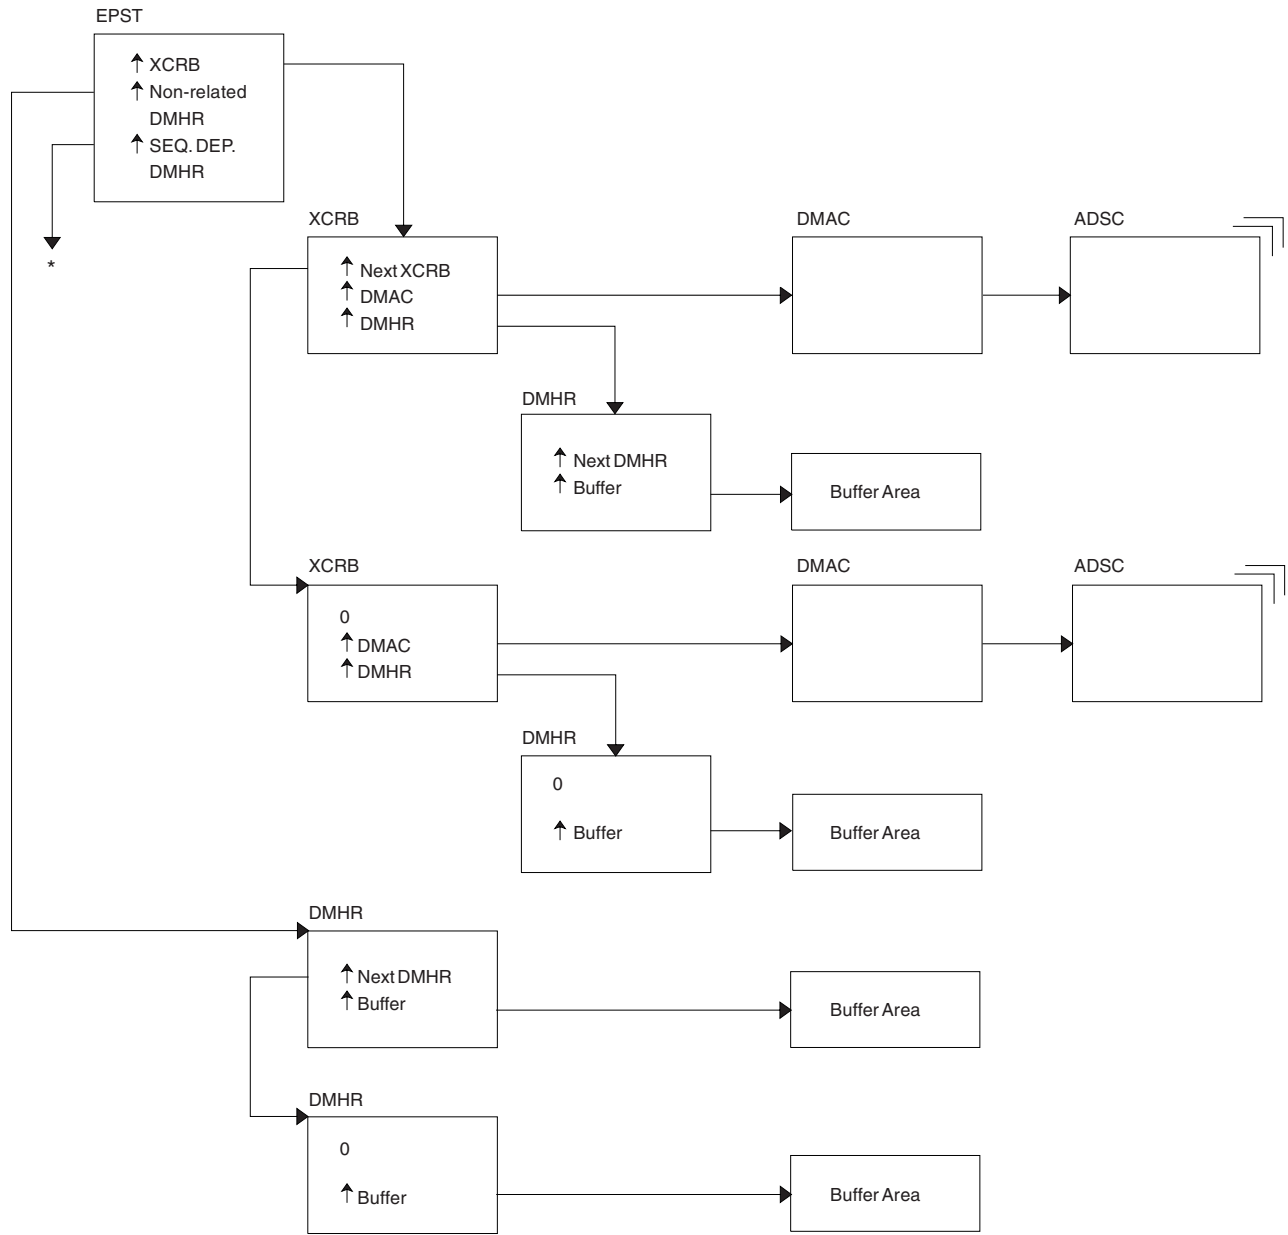 EPST
↑ XCRB
↑ Non-related
DMHR
↑ SEQ. DEP.
DMHR
*
XCRB
↑ Next XCRB
↑ DMAC
↑ DMHR
DMAC
ADSC
DMHR
↑ Next DMHR
↑ Buffer
Buffer Area
XCRB
0
↑ DMAC
↑ DMHR
DMAC
ADSC
DMHR
0
↑ Buffer
Buffer Area
DMHR
↑ Next DMHR
↑ Buffer
Buffer Area
DMHR
0
↑ Buffer
Buffer Area